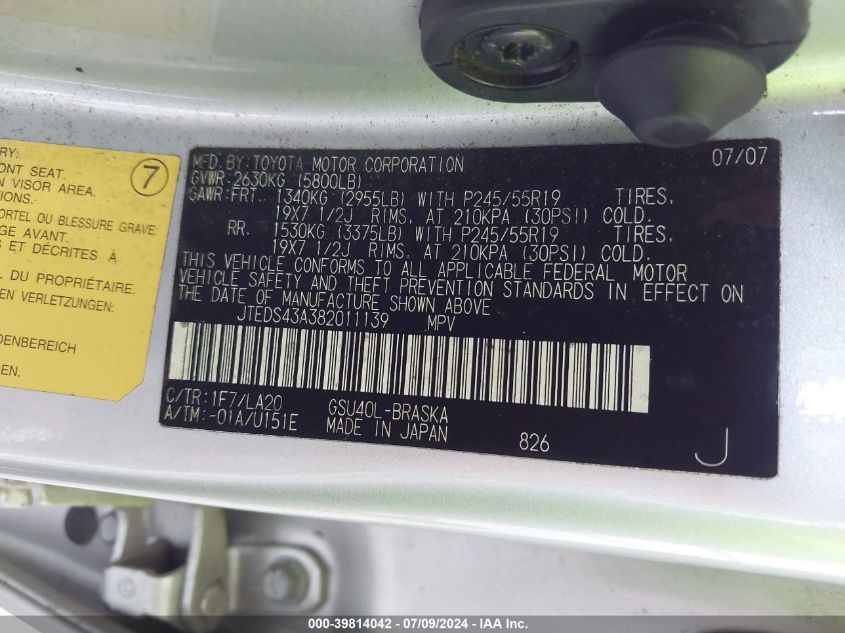 RY:
ONT SEAT.
N VISOR AREA.
TIONS.
7
ORTEL OU BLESSURE GRAVE:
GE AVANT.
S ET DÉCRITES À
L DU PROPRIÉTAIRE.
EN VERLETZUNGEN:
DENBEREICH
SEN.
MFD. BY: TOYOTA MOTOR CORPORATION 07/07
GVWR: 2630KG (5800LB)
GAWR: FRT. 1340KG (2955LB) WITH P245/55R19 TIRES,
19X7 1/2J RIMS, AT 210KPA (30PSI) COLD.
RR. 1530KG (3375LB) WITH P245/55R19 TIRES,
19X7 1/2J RIMS, AT 210KPA (30PSI) COLD.
THIS VEHICLE CONFORMS TO ALL APPLICABLE FEDERAL MOTOR
VEHICLE SAFETY AND THEFT PREVENTION STANDARDS IN EFFECT ON
THE DATE OF MANUFACTURE SHOWN ABOVE.
JTEDS43A382011139 MPV
C/TR: 1F7/LA20 GSU40L-BRASKA
A/TM: -01A/U151E MADE IN JAPAN 826
J
000-39814042 - 07/09/2024 - IAA Inc.